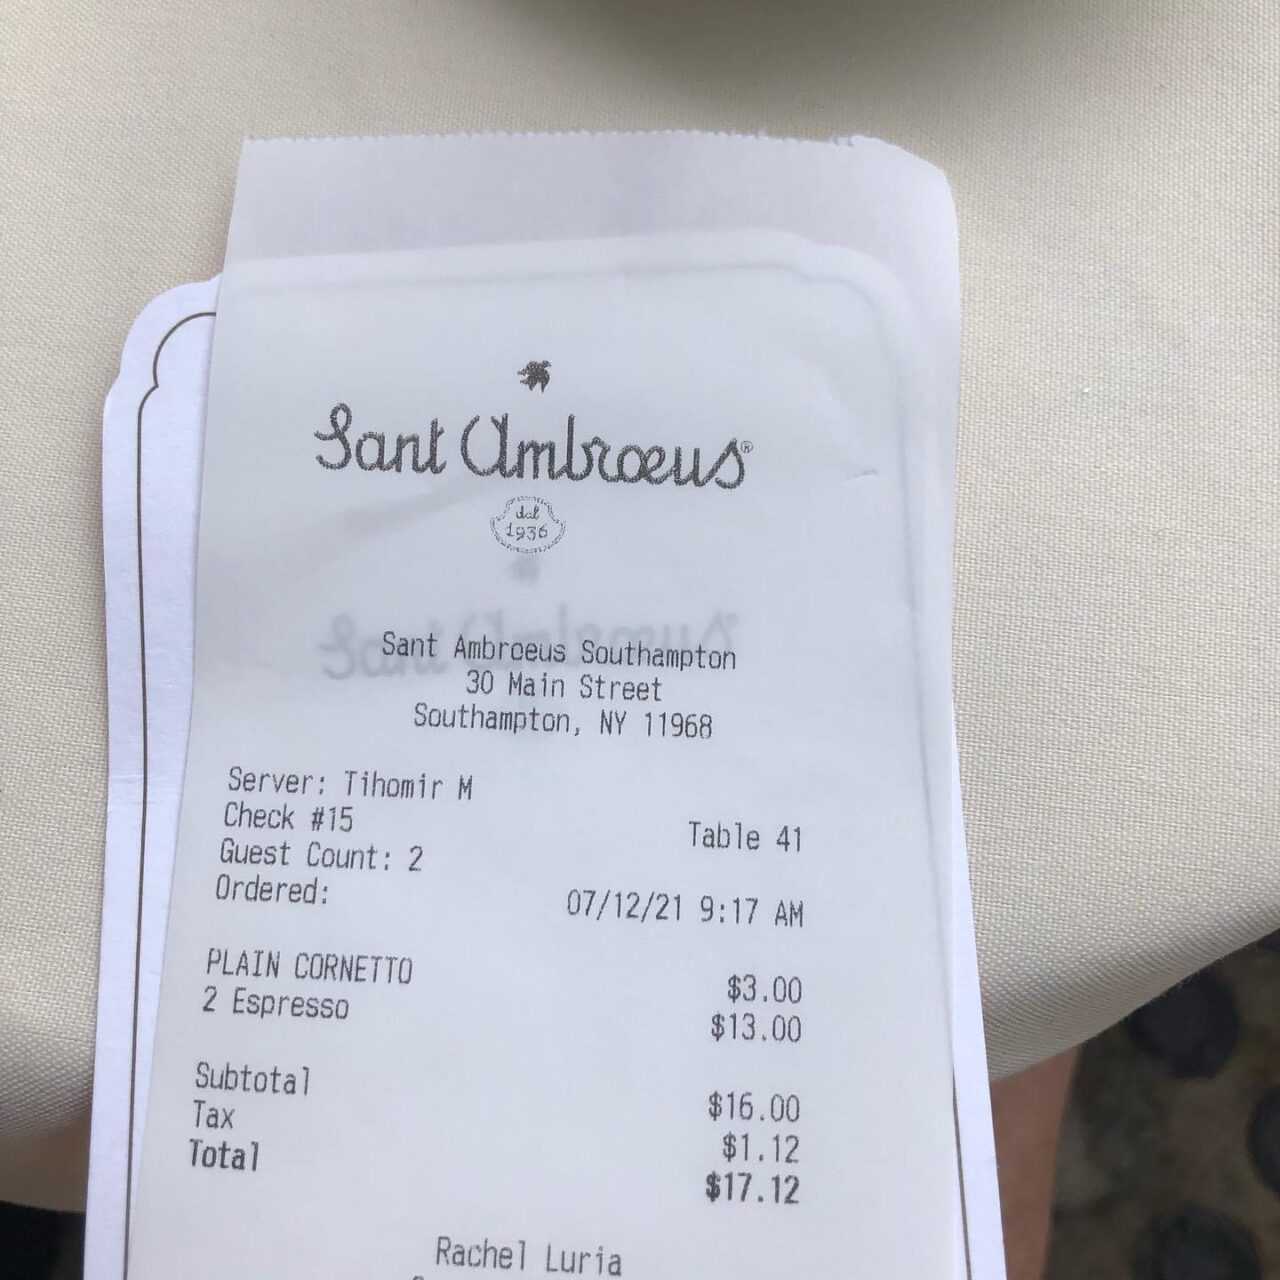 Sant Ambroeus®
dal
1936
Sant Ambroeus Southampton
30 Main Street
Southampton, NY 11968
Server: Tihomir M
Check #15 Table 41
Guest Count: 2
Ordered: 07/12/21 9:17 AM
PLAIN CORNETTO $3.00
2 Espresso $13.00
Subtotal $16.00
Tax $1.12
Total $17.12
Rachel Luria